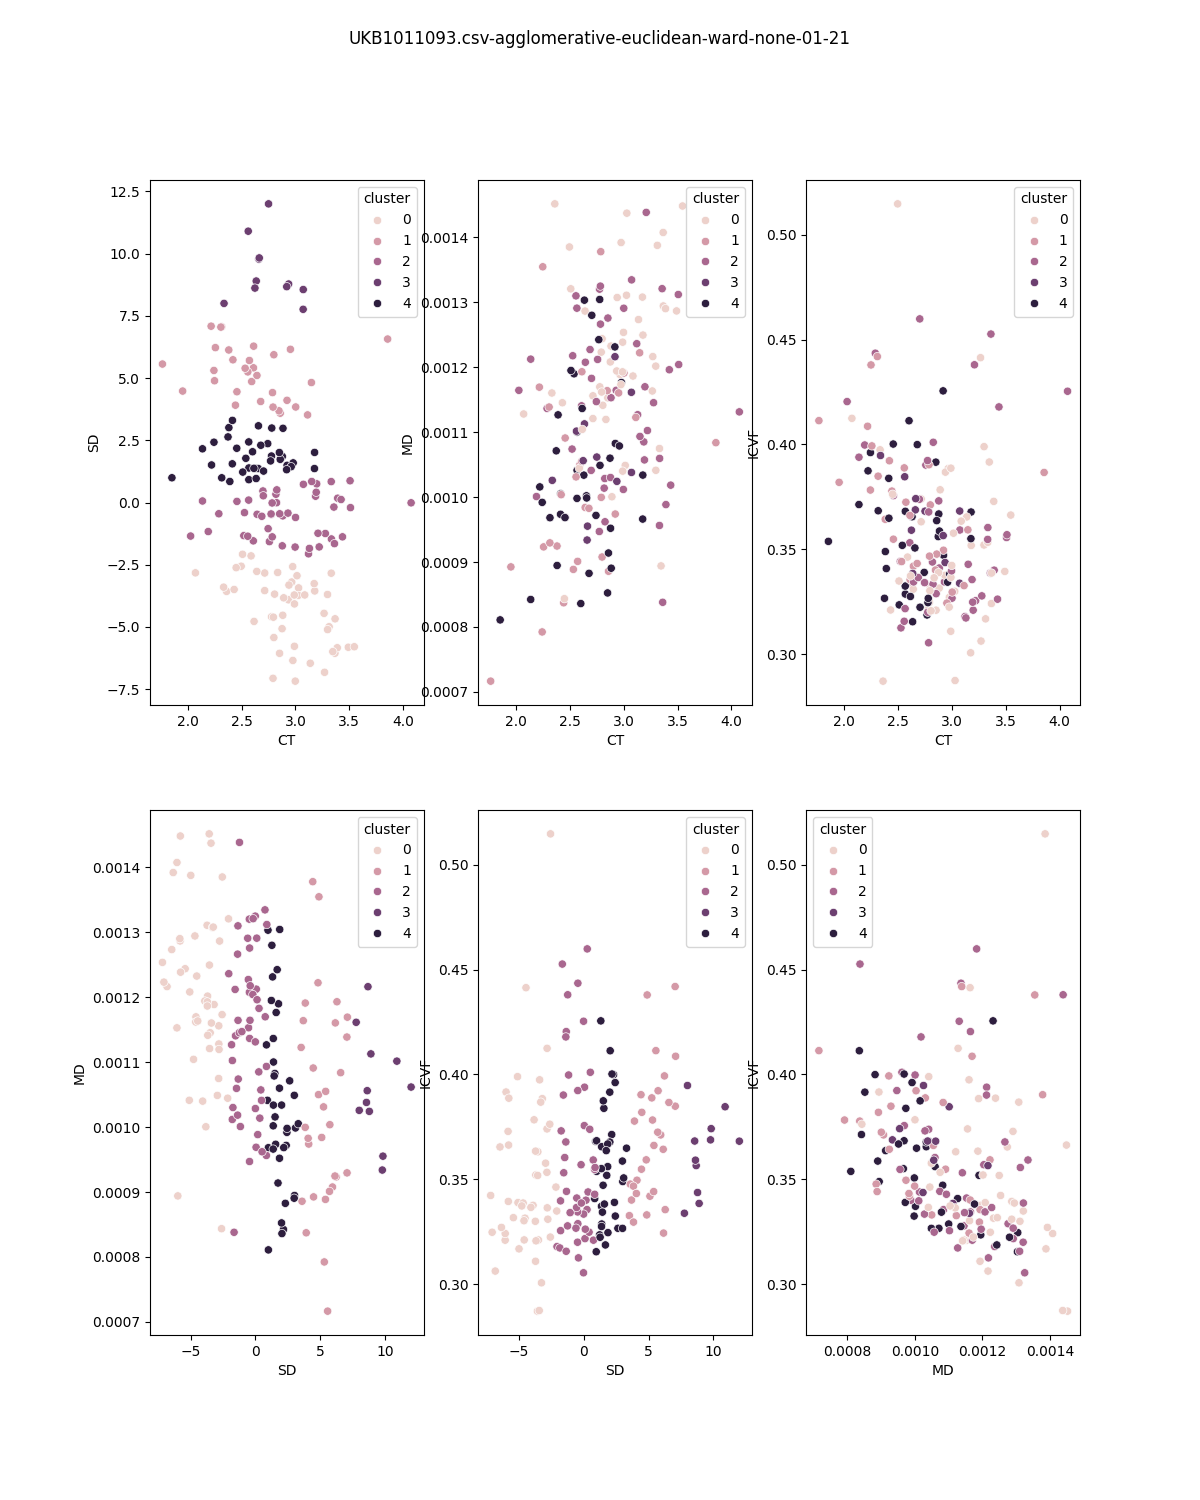 UKB1011093.csv-agglomerative-euclidean-ward-none-01-21
12.5
10.0
7.5
5.0
2.5
0.0
−2.5
−5.0
−7.5
SD
2.0 2.5 3.0 3.5 4.0
CT
cluster
0
1
2
3
4
0.0014
0.0013
0.0012
0.0011
0.0010
0.0009
0.0008
0.0007
MD
2.0 2.5 3.0 3.5 4.0
CT
cluster
0
1
2
3
4
0.50
0.45
0.40
0.35
0.30
ICVF
2.0 2.5 3.0 3.5 4.0
CT
cluster
0
1
2
3
4
0.0014
0.0013
0.0012
0.0011
0.0010
0.0009
0.0008
0.0007
MD
−5 0 5 10
SD
cluster
0
1
2
3
4
0.50
0.45
0.40
0.35
0.30
ICVF
−5 0 5 10
SD
cluster
0
1
2
3
4
0.50
0.45
0.40
0.35
0.30
ICVF
0.0008 0.0010 0.0012 0.0014
MD
cluster
0
1
2
3
4